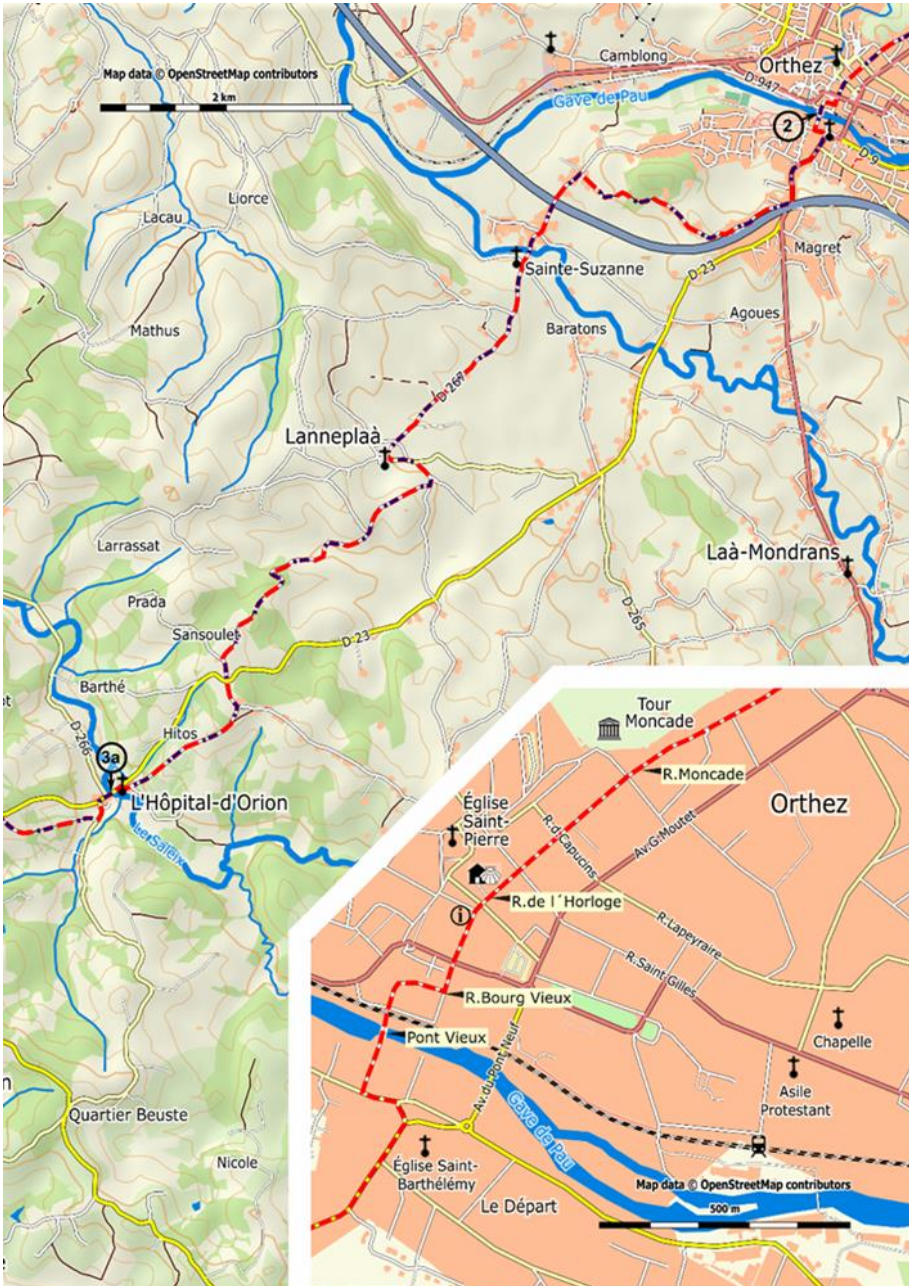 Camblong
Orthez
Map data © OpenStreetMap contributors
2 km
D-947
Gave de Pau
2
D-9
Liorce
Lacau
Sainte-Suzanne
Magret
D-23
Agoues
Mathus
Baratons
D-267
Lanneplaà
Larrassat
Laà-Mondrans
Prada
D-265
Sansoulet
D-23
Barthé
D-266
Hitos
3a
L'Hôpital-d'Orion
Le Saleix
Quartier Beuste
Nicole
Tour
Moncade
R.Moncade
Orthez
Église
Saint-
Pierre
R.d.Capucins
Av.G.Moutet
R.de l´Horloge
i
R.Lapeyraire
R.Saint Gilles
R.Bourg Vieux
Pont Vieux
Chapelle
Av.du Pont Neuf
Asile
Protestant
Gave de Pau
Église Saint-
Barthélémy
Le Départ
Map data © OpenStreetMap contributors
500 m